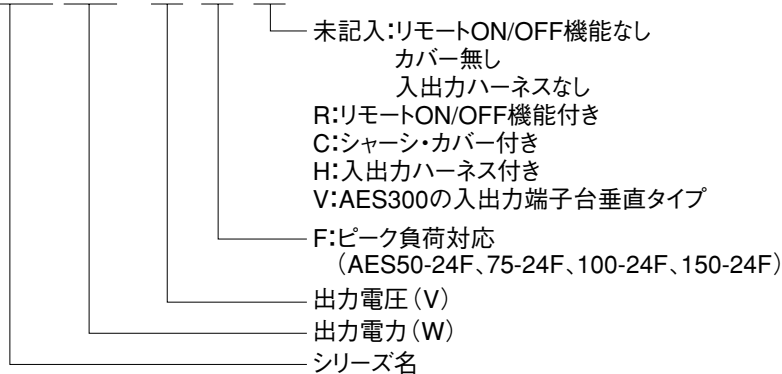 未記入:リモートON/OFF機能なし
カバー無し
入出力ハーネスなし
R:リモートON/OFF機能付き
C:シャーシ・カバー付き
H:入出力ハーネス付き
V:AES300の入出力端子台垂直タイプ
F:ピーク負荷対応
(AES50-24F、75-24F、100-24F、150-24F)
出力電圧(V)
出力電力(W)
シリーズ名